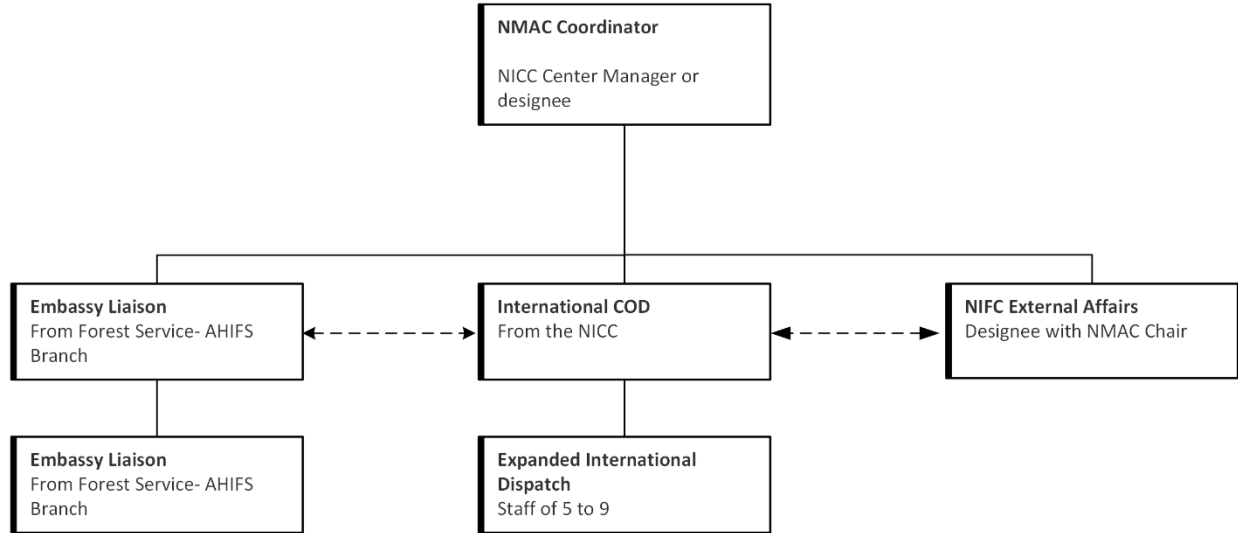 NMAC Coordinator
NICC Center Manager or
designee
Embassy Liaison
From Forest Service- AHIFS
Branch
International COD
From the NICC
NIFC External Affairs
Designee with NMAC Chair
Embassy Liaison
From Forest Service- AHIFS
Branch
Expanded International
Dispatch
Staff of 5 to 9